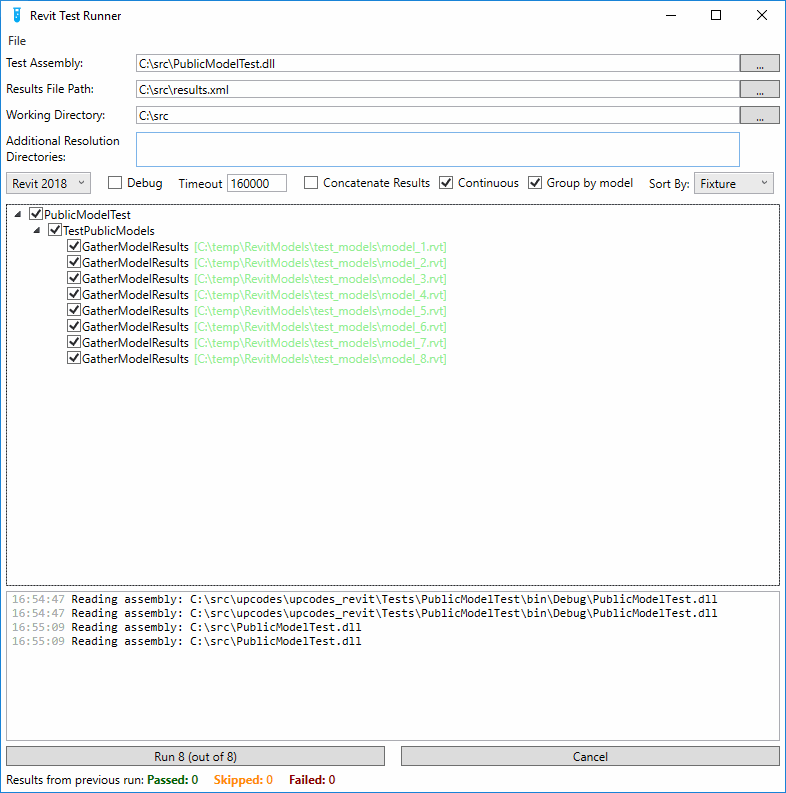 Revit Test Runner
File
Test Assembly: C:\src\PublicModelTest.dll ...
Results File Path: C:\src\results.xml ...
Working Directory: C:\src ...
Additional Resolution
Directories:
Revit 2018 Debug Timeout 160000 Concatenate Results Continuous Group by model Sort By: Fixture
PublicModelTest
TestPublicModels
GatherModelResults [C:\temp\RevitModels\test_models\model_1.rvt]
GatherModelResults [C:\temp\RevitModels\test_models\model_2.rvt]
GatherModelResults [C:\temp\RevitModels\test_models\model_3.rvt]
GatherModelResults [C:\temp\RevitModels\test_models\model_4.rvt]
GatherModelResults [C:\temp\RevitModels\test_models\model_5.rvt]
GatherModelResults [C:\temp\RevitModels\test_models\model_6.rvt]
GatherModelResults [C:\temp\RevitModels\test_models\model_7.rvt]
GatherModelResults [C:\temp\RevitModels\test_models\model_8.rvt]
16:54:47 Reading assembly: C:\src\upcodes\upcodes_revit\Tests\PublicModelTest\bin\Debug\PublicModelTest.dll
16:54:47 Reading assembly: C:\src\upcodes\upcodes_revit\Tests\PublicModelTest\bin\Debug\PublicModelTest.dll
16:55:09 Reading assembly: C:\src\PublicModelTest.dll
16:55:09 Reading assembly: C:\src\PublicModelTest.dll
Run 8 (out of 8) Cancel
Results from previous run: Passed: 0 Skipped: 0 Failed: 0